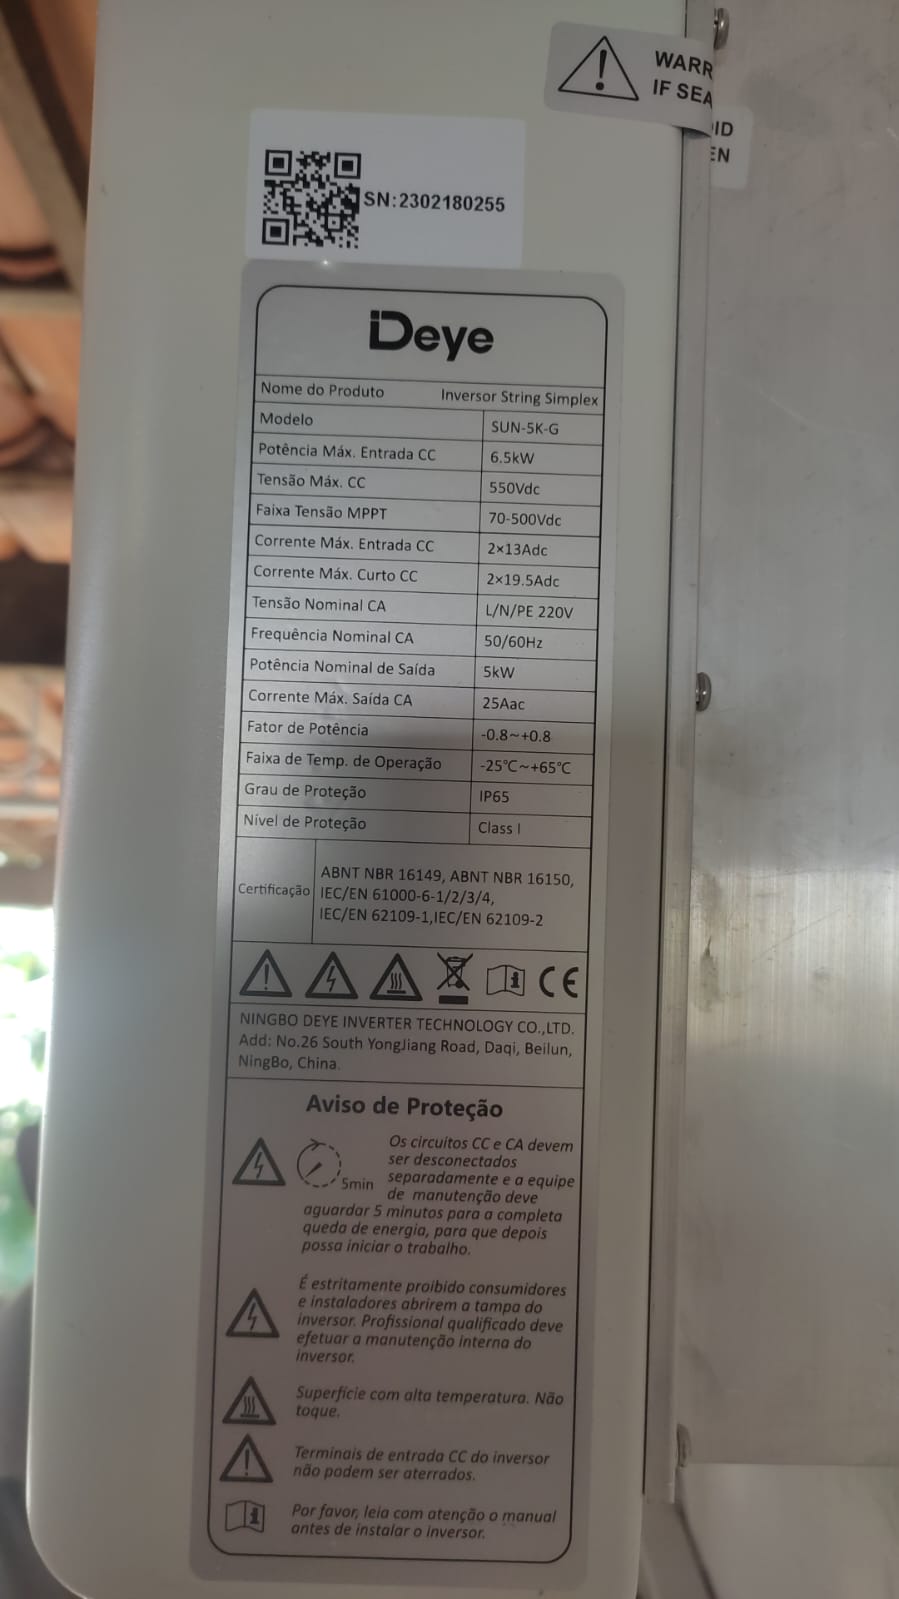 WARR
IF SEA
ID
EN
SN:2302180255
Deye
Nome do Produto Inversor String Simplex
Modelo SUN-5K-G
Potência Máx. Entrada CC 6.5kW
Tensão Máx. CC 550Vdc
Faixa Tensão MPPT 70-500Vdc
Corrente Máx. Entrada CC 2×13Adc
Corrente Máx. Curto CC 2×19.5Adc
Tensão Nominal CA L/N/PE 220V
Frequência Nominal CA 50/60Hz
Potência Nominal de Saída 5kW
Corrente Máx. Saída CA 25Aac
Fator de Potência -0.8~+0.8
Faixa de Temp. de Operação -25℃~+65℃
Grau de Proteção IP65
Nível de Proteção Class I
Certificação
ABNT NBR 16149, ABNT NBR 16150,
IEC/EN 61000-6-1/2/3/4,
IEC/EN 62109-1,IEC/EN 62109-2
CE
NINGBO DEYE INVERTER TECHNOLOGY CO.,LTD.
Add: No.26 South YongJiang Road, Daqi, Beilun,
NingBo, China.
Aviso de Proteção
5min
Os circuitos CC e CA devem
ser desconectados
separadamente e a equipe
de manutenção deve
aguardar 5 minutos para a completa
queda de energia, para que depois
possa iniciar o trabalho.
É estritamente proibido consumidores
e instaladores abrirem a tampa do
inversor. Profissional qualificado deve
efetuar a manutenção interna do
inversor.
Superfície com alta temperatura. Não
toque.
Terminais de entrada CC do inversor
não podem ser aterrados.
Por favor, leia com atenção o manual
antes de instalar o inversor.